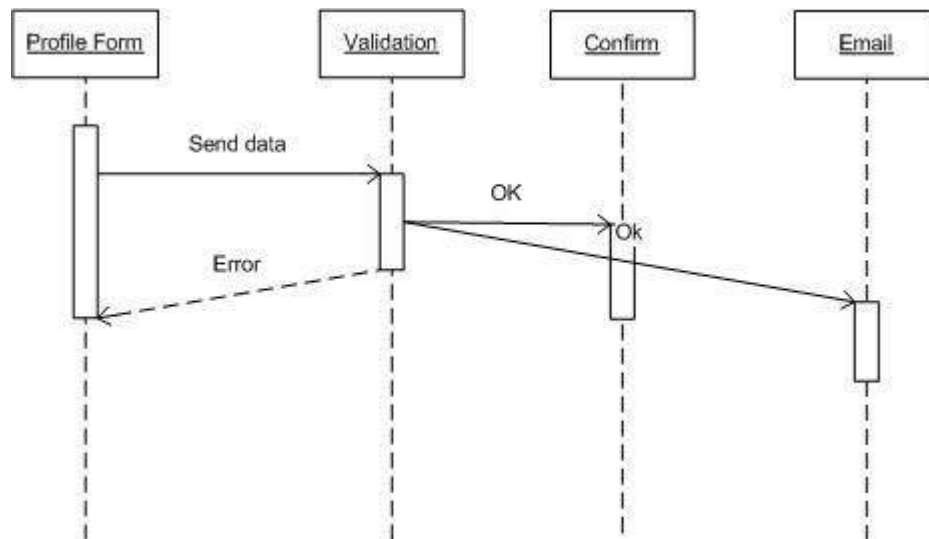 Profile Form
Validation
Confirm
Email
Send data
OK
Ok
Error